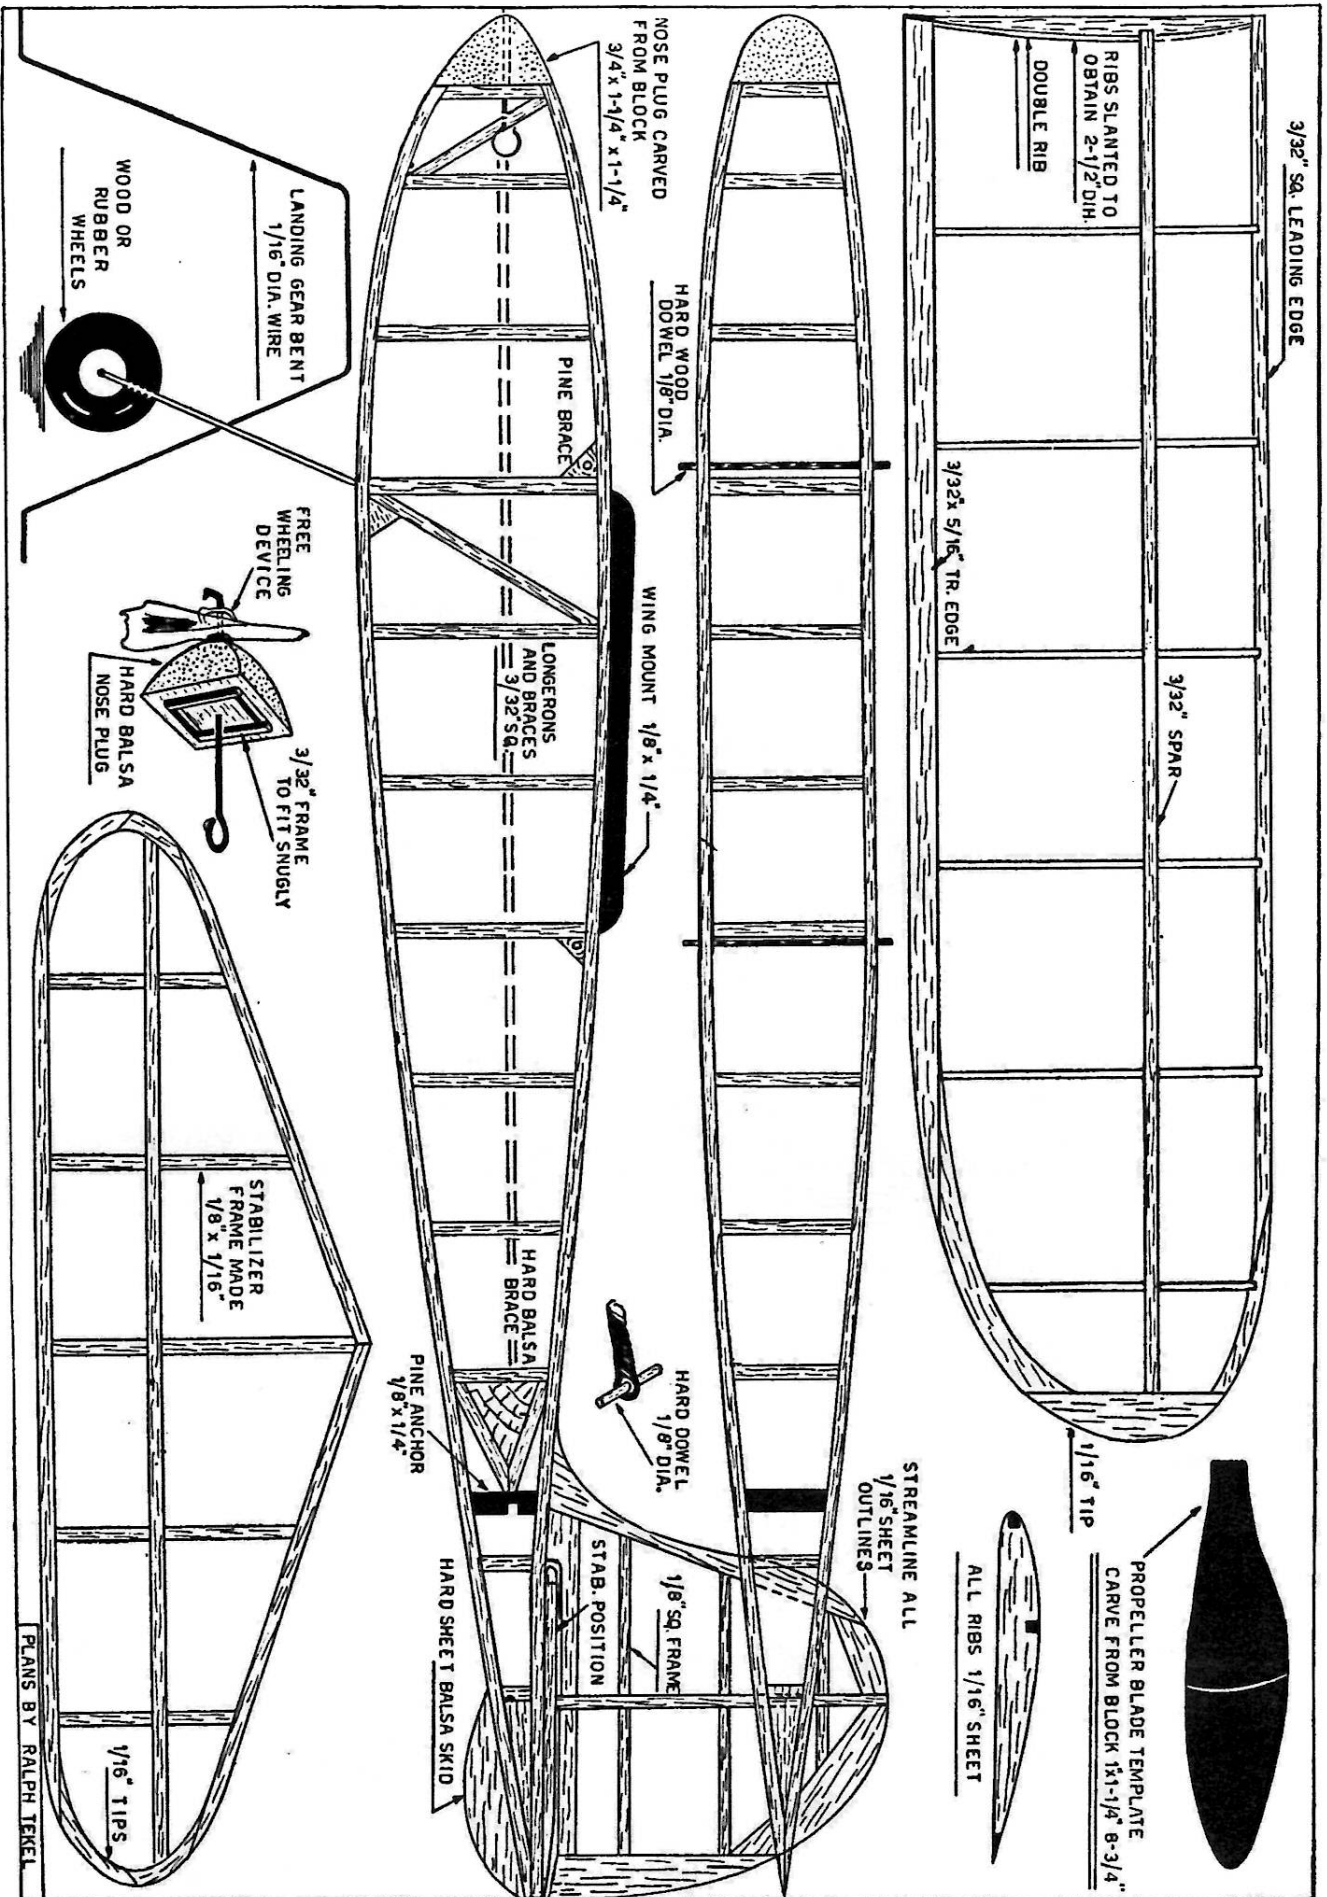 3/32" SQ. LEADING EDGE
RIBS SLANTED TO
OBTAIN 2-1/2" DIH.
DOUBLE RIB
3/32" x 5/16" TR. EDGE
3/32" SPAR
1/16" TIP
PROPELLER BLADE TEMPLATE
CARVE FROM BLOCK 1"x1-1/4" 8-3/4"
ALL RIBS 1/16" SHEET
NOSE PLUG CARVED
FROM BLOCK
3/4" x 1-1/4" x 1-1/4"
HARD WOOD
DOWEL 1/8" DIA.
PINE BRACE
WING MOUNT 1/8" x 1/4"
LONGERONS
AND BRACES
3/32" SQ.
HARD BALSA
BRACE
HARD DOWEL
1/8" DIA.
STREAMLINE ALL
1/16" SHEET
OUTLINES
1/8" SQ. FRAME
STAB. POSITION
PINE ANCHOR
1/8" x 1/4"
HARD SHEET BALSA SKID
LANDING GEAR BENT
1/16" DIA. WIRE
WOOD OR
RUBBER
WHEELS
FREE
WHEELING
DEVICE
HARD BALSA
NOSE PLUG
3/32" FRAME
TO FIT SNUGLY
STABILIZER
FRAME MADE
1/8" x 1/16"
1/16" TIPS
PLANS BY RALPH TEKEL